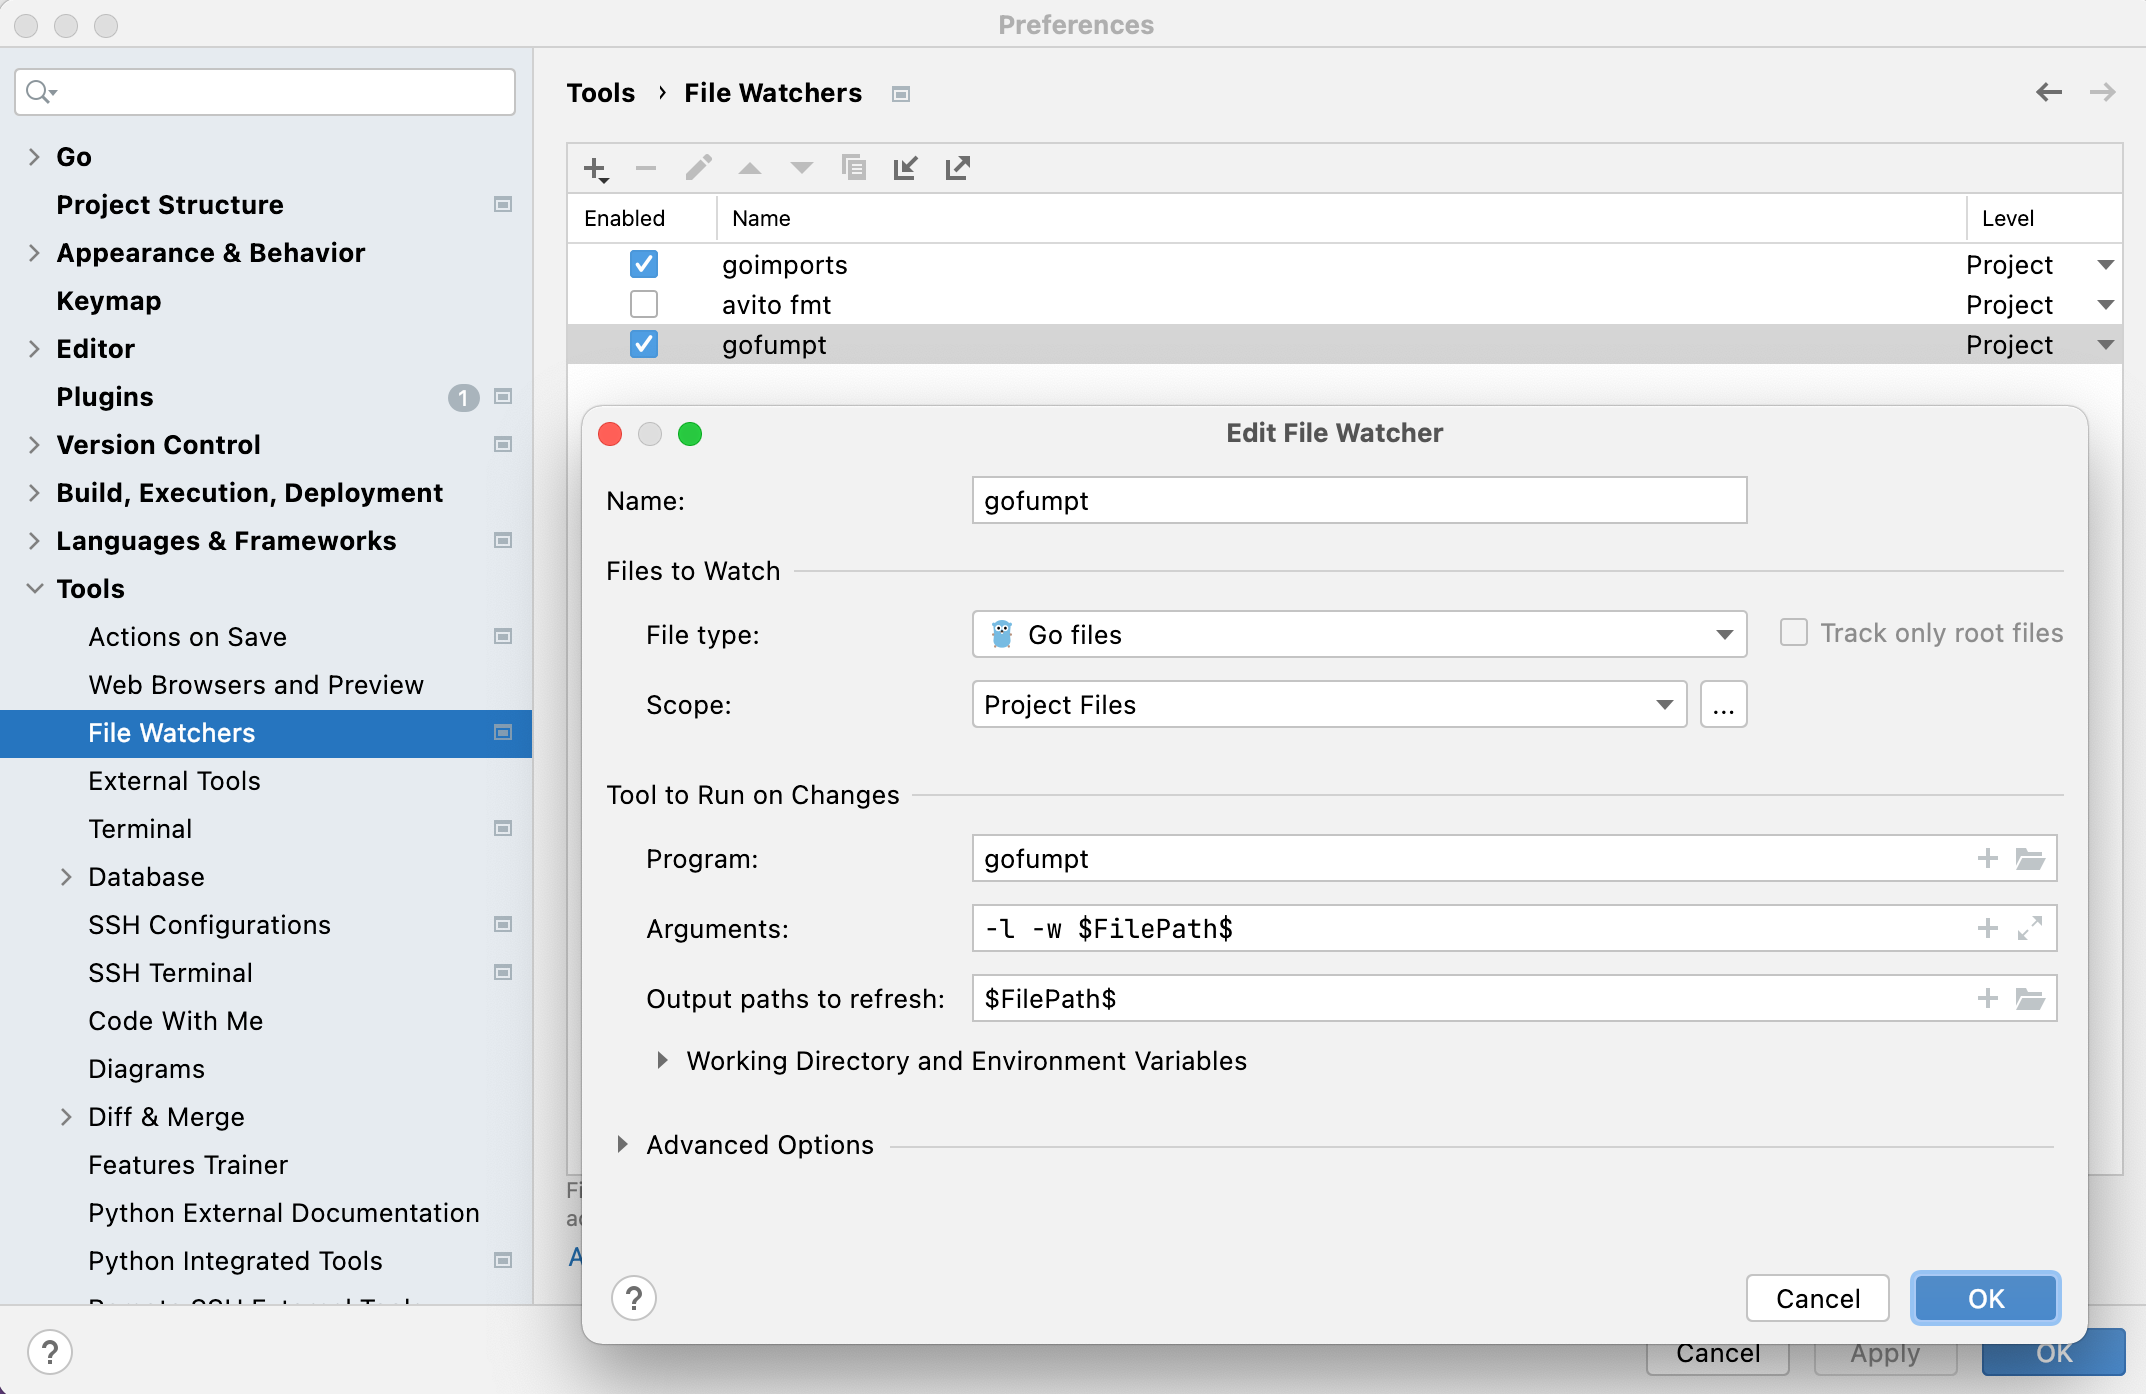 Preferences
Go
Project Structure
Appearance & Behavior
Keymap
Editor
Plugins 1
Version Control
Build, Execution, Deployment
Languages & Frameworks
Tools
Actions on Save
Web Browsers and Preview
File Watchers
External Tools
Terminal
Database
SSH Configurations
SSH Terminal
Code With Me
Diagrams
Diff & Merge
Features Trainer
Python External Documentation
Python Integrated Tools
?
Tools › File Watchers
Enabled Name Level
goimports Project
avito fmt Project
gofumpt Project
Edit File Watcher
Name: gofumpt
Files to Watch
File type: Go files Track only root files
Scope: Project Files ...
Tool to Run on Changes
Program: gofumpt
Arguments: -l -w $FilePath$
Output paths to refresh: $FilePath$
Working Directory and Environment Variables
Advanced Options
? Cancel OK
Cancel Apply OK